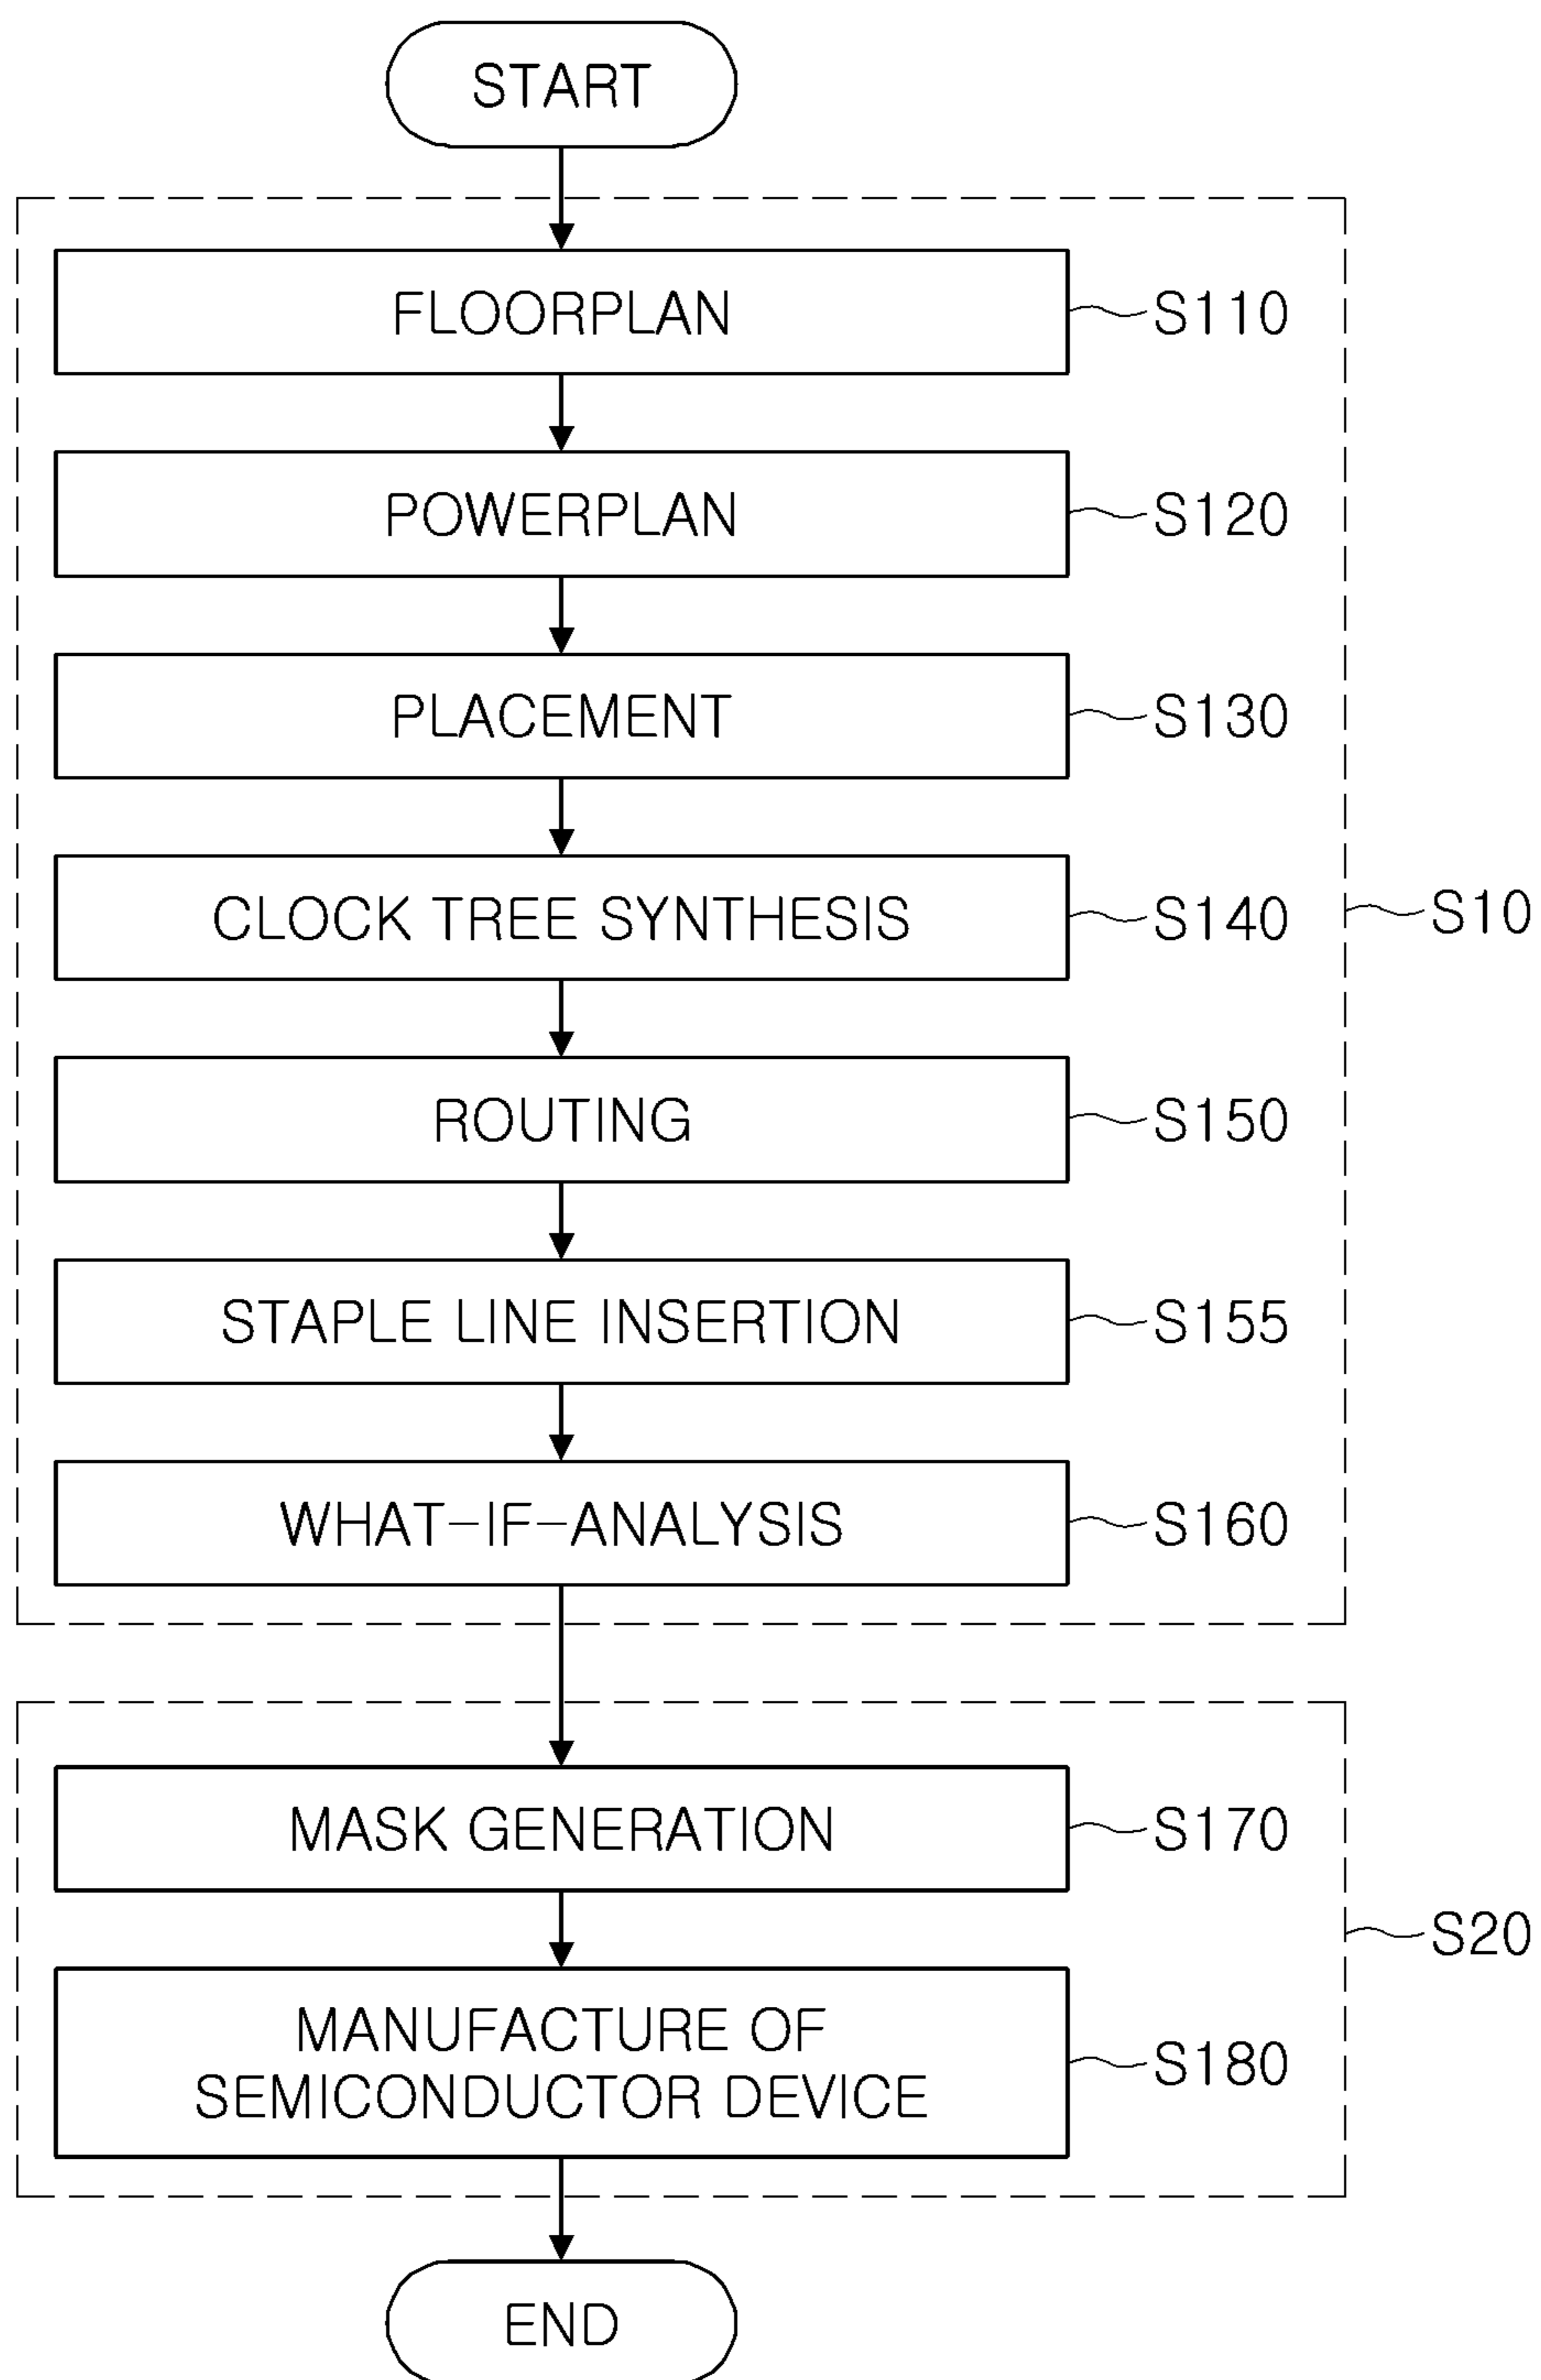 START
FLOORPLAN
S110
POWERPLAN
S120
PLACEMENT
S130
CLOCK TREE SYNTHESIS
S140
S10
ROUTING
S150
STAPLE LINE INSERTION
S155
WHAT-IF-ANALYSIS
S160
MASK GENERATION
S170
S20
MANUFACTURE OF
SEMICONDUCTOR DEVICE
S180
END